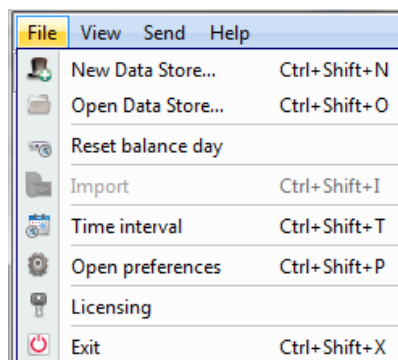 File View Send Help
New Data Store... Ctrl+Shift+N
Open Data Store... Ctrl+Shift+O
Reset balance day
Import Ctrl+Shift+I
Time interval Ctrl+Shift+T
Open preferences Ctrl+Shift+P
Licensing
Exit Ctrl+Shift+X